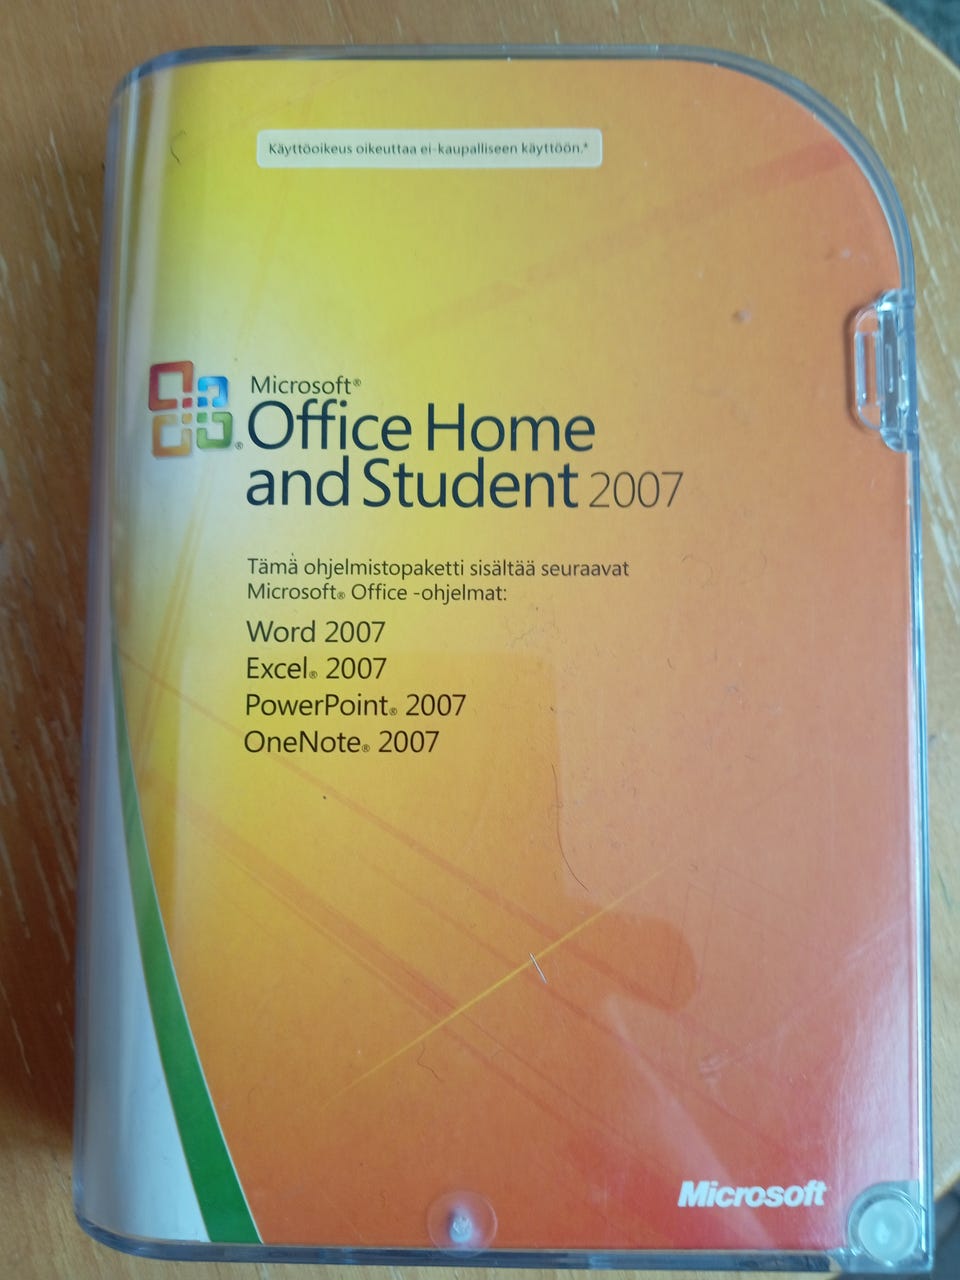 Käyttöoikeus oikeuttaa ei-kaupalliseen käyttöön.*
Microsoft®
Office Home
and Student 2007
Tämä ohjelmistopaketti sisältää seuraavat
Microsoft® Office -ohjelmat:
Word 2007
Excel® 2007
PowerPoint® 2007
OneNote® 2007
Microsoft